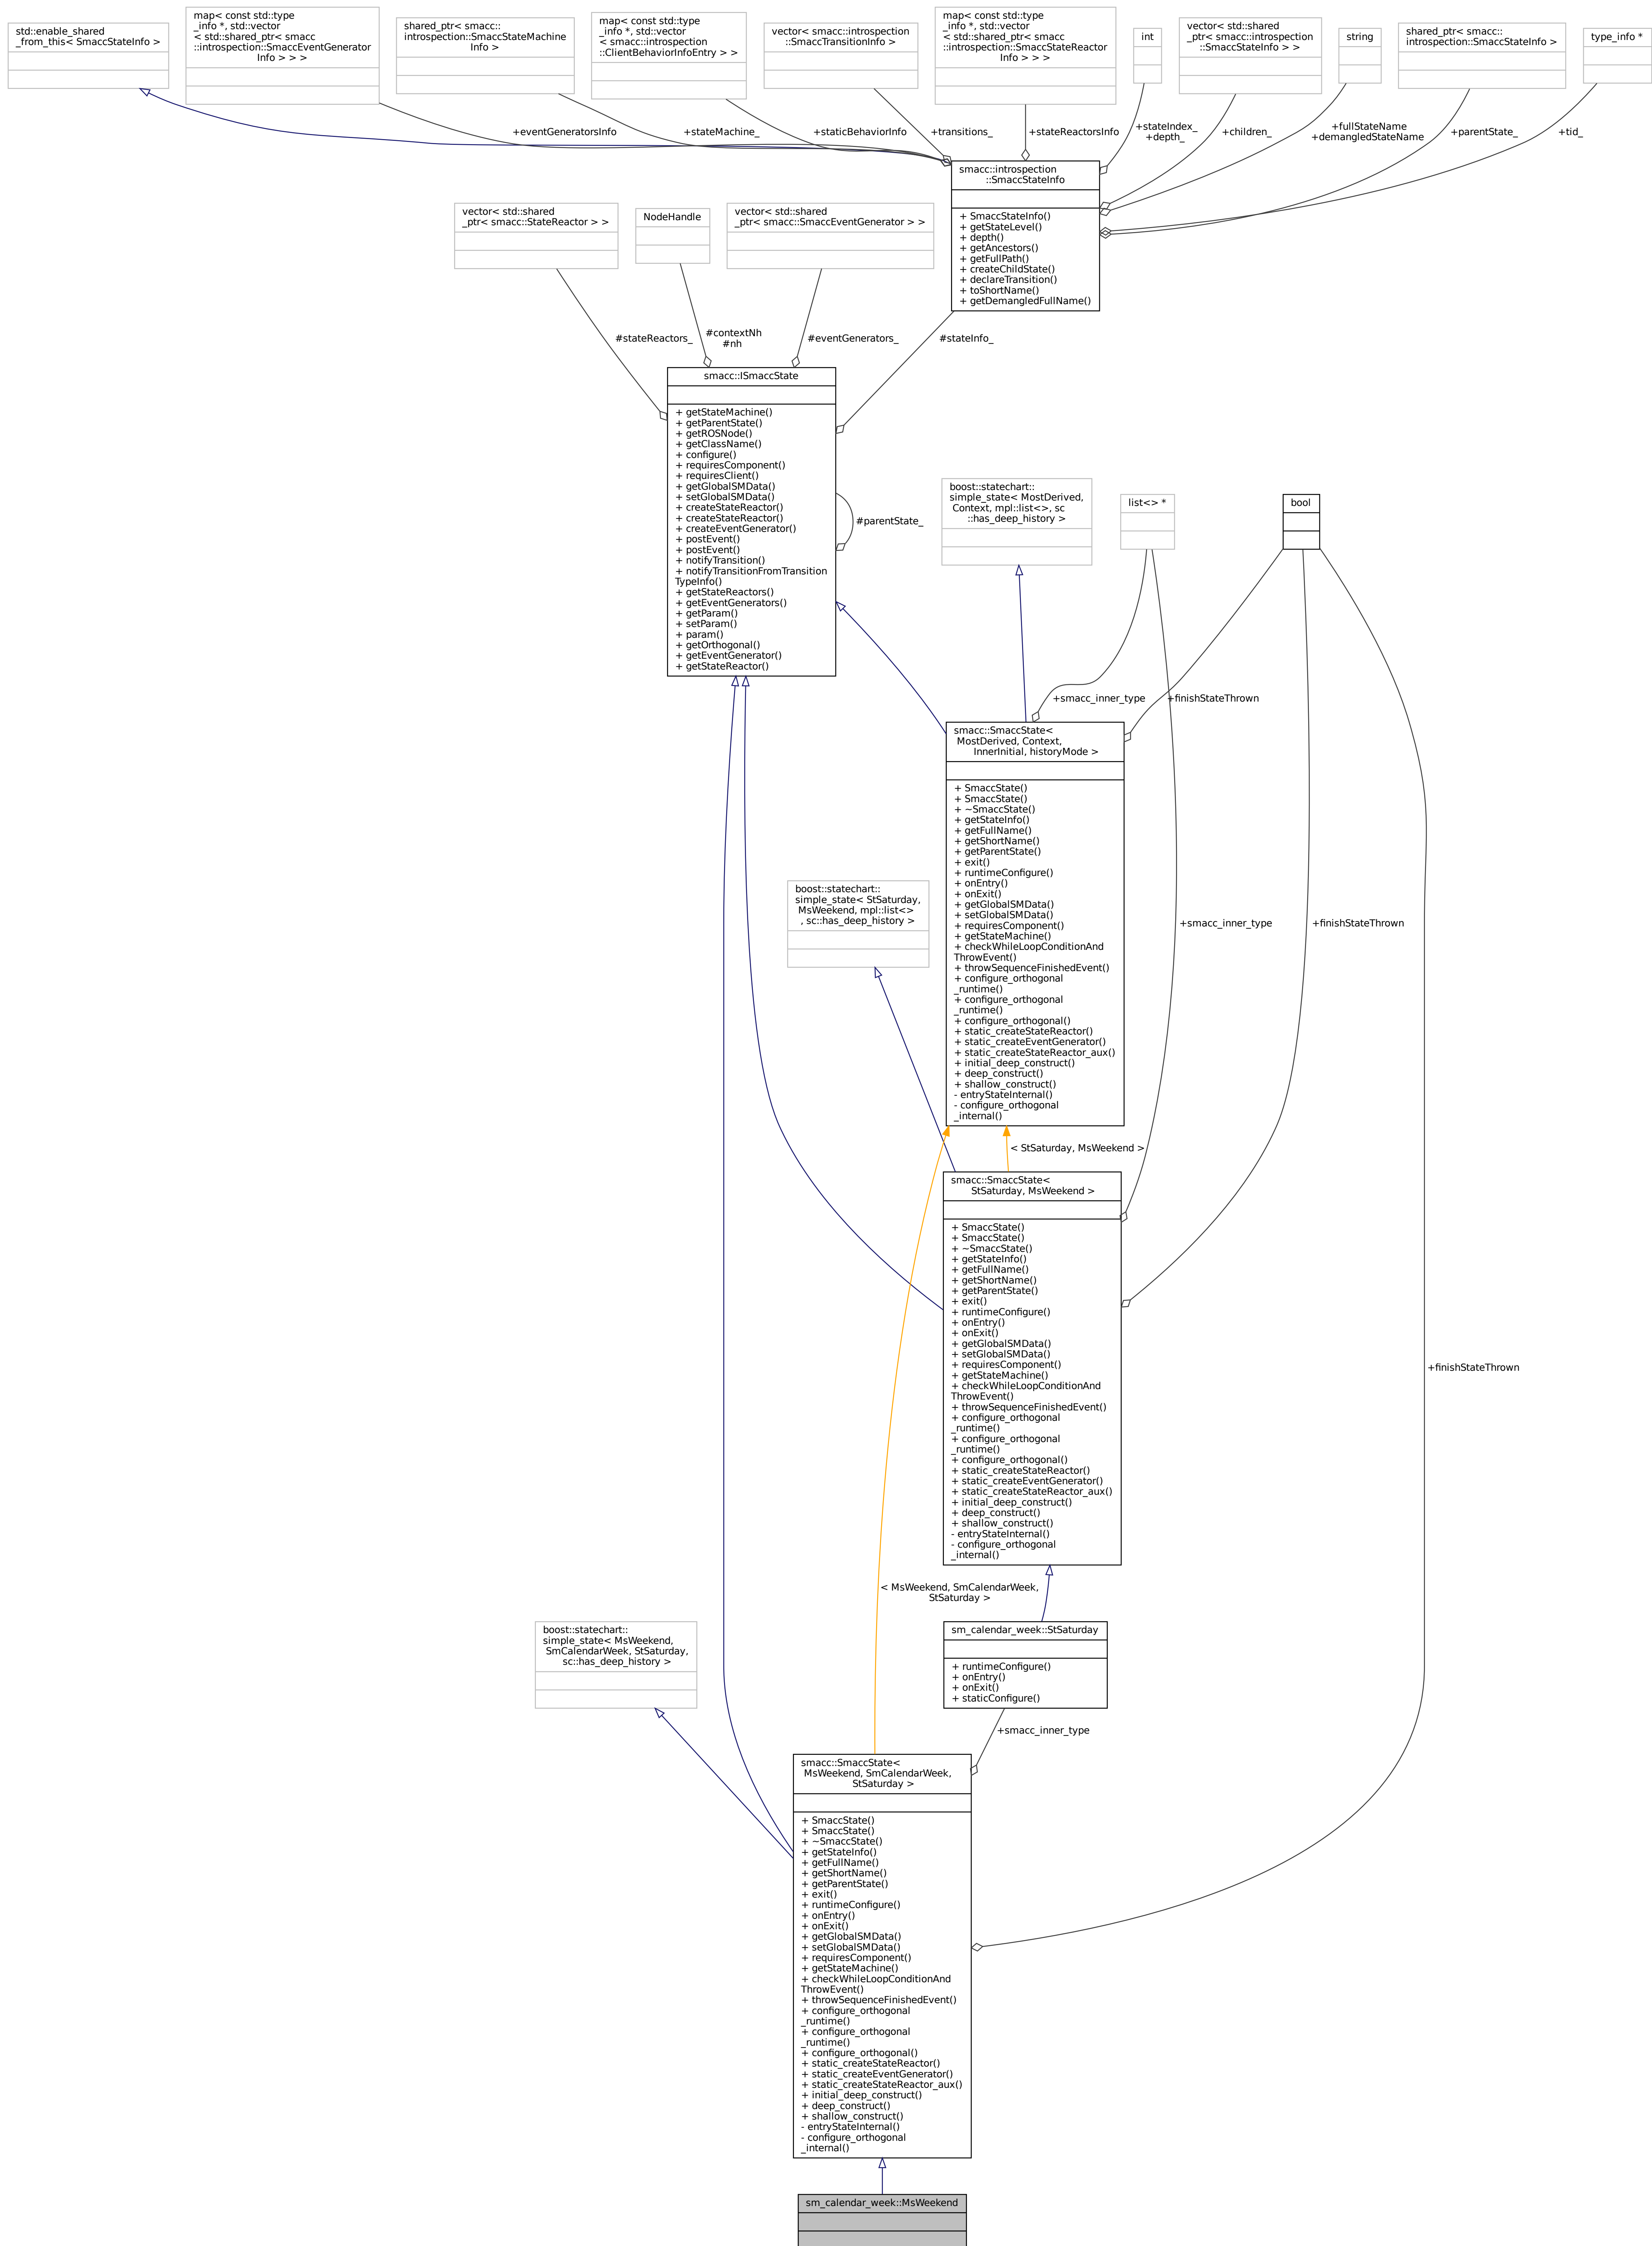 std::enable_shared
_from_this< SmaccStateInfo >
map< const std::type
_info *, std::vector
< std::shared_ptr< smacc
::introspection::SmaccEventGenerator
Info > > >
shared_ptr< smacc::
introspection::SmaccStateMachine
Info >
map< const std::type
_info *, std::vector
< smacc::introspection
::ClientBehaviorInfoEntry > >
vector< smacc::introspection
::SmaccTransitionInfo >
map< const std::type
_info *, std::vector
< std::shared_ptr< smacc
::introspection::SmaccStateReactor
Info > > >
int
vector< std::shared
_ptr< smacc::introspection
::SmaccStateInfo > >
string
shared_ptr< smacc::
introspection::SmaccStateInfo >
type_info *
+eventGeneratorsInfo
+stateMachine_
+staticBehaviorInfo
+transitions_
+stateReactorsInfo
+stateIndex_
+depth_
+children_
+fullStateName
+demangledStateName
+parentState_
+tid_
smacc::introspection
::SmaccStateInfo
+ SmaccStateInfo()
+ getStateLevel()
+ depth()
+ getAncestors()
+ getFullPath()
+ createChildState()
+ declareTransition()
+ toShortName()
+ getDemangledFullName()
vector< std::shared
_ptr< smacc::StateReactor > >
NodeHandle
vector< std::shared
_ptr< smacc::SmaccEventGenerator > >
#stateReactors_
#contextNh
#nh
#eventGenerators_
#stateInfo_
smacc::ISmaccState
+ getStateMachine()
+ getParentState()
+ getROSNode()
+ getClassName()
+ configure()
+ requiresComponent()
+ requiresClient()
+ getGlobalSMData()
+ setGlobalSMData()
+ createStateReactor()
+ createStateReactor()
+ createEventGenerator()
+ postEvent()
+ postEvent()
+ notifyTransition()
+ notifyTransitionFromTransition
TypeInfo()
+ getStateReactors()
+ getEventGenerators()
+ getParam()
+ setParam()
+ param()
+ getOrthogonal()
+ getEventGenerator()
+ getStateReactor()
#parentState_
boost::statechart::
simple_state< MostDerived,
Context, mpl::list<>, sc
::has_deep_history >
list<> *
bool
+smacc_inner_type
+finishStateThrown
smacc::SmaccState<
MostDerived, Context,
InnerInitial, historyMode >
+ SmaccState()
+ SmaccState()
+ ~SmaccState()
+ getStateInfo()
+ getFullName()
+ getShortName()
+ getParentState()
+ exit()
+ runtimeConfigure()
+ onEntry()
+ onExit()
+ getGlobalSMData()
+ setGlobalSMData()
+ requiresComponent()
+ getStateMachine()
+ checkWhileLoopConditionAnd
ThrowEvent()
+ throwSequenceFinishedEvent()
+ configure_orthogonal
_runtime()
+ configure_orthogonal
_runtime()
+ configure_orthogonal()
+ static_createStateReactor()
+ static_createEventGenerator()
+ static_createStateReactor_aux()
+ initial_deep_construct()
+ deep_construct()
+ shallow_construct()
- entryStateInternal()
- configure_orthogonal
_internal()
boost::statechart::
simple_state< StSaturday,
MsWeekend, mpl::list<>
, sc::has_deep_history >
+smacc_inner_type
+finishStateThrown
< StSaturday, MsWeekend >
smacc::SmaccState<
StSaturday, MsWeekend >
+ SmaccState()
+ SmaccState()
+ ~SmaccState()
+ getStateInfo()
+ getFullName()
+ getShortName()
+ getParentState()
+ exit()
+ runtimeConfigure()
+ onEntry()
+ onExit()
+ getGlobalSMData()
+ setGlobalSMData()
+ requiresComponent()
+ getStateMachine()
+ checkWhileLoopConditionAnd
ThrowEvent()
+ throwSequenceFinishedEvent()
+ configure_orthogonal
_runtime()
+ configure_orthogonal
_runtime()
+ configure_orthogonal()
+ static_createStateReactor()
+ static_createEventGenerator()
+ static_createStateReactor_aux()
+ initial_deep_construct()
+ deep_construct()
+ shallow_construct()
- entryStateInternal()
- configure_orthogonal
_internal()
+finishStateThrown
< MsWeekend, SmCalendarWeek,
StSaturday >
boost::statechart::
simple_state< MsWeekend,
SmCalendarWeek, StSaturday,
sc::has_deep_history >
sm_calendar_week::StSaturday
+ runtimeConfigure()
+ onEntry()
+ onExit()
+ staticConfigure()
+smacc_inner_type
smacc::SmaccState<
MsWeekend, SmCalendarWeek,
StSaturday >
+ SmaccState()
+ SmaccState()
+ ~SmaccState()
+ getStateInfo()
+ getFullName()
+ getShortName()
+ getParentState()
+ exit()
+ runtimeConfigure()
+ onEntry()
+ onExit()
+ getGlobalSMData()
+ setGlobalSMData()
+ requiresComponent()
+ getStateMachine()
+ checkWhileLoopConditionAnd
ThrowEvent()
+ throwSequenceFinishedEvent()
+ configure_orthogonal
_runtime()
+ configure_orthogonal
_runtime()
+ configure_orthogonal()
+ static_createStateReactor()
+ static_createEventGenerator()
+ static_createStateReactor_aux()
+ initial_deep_construct()
+ deep_construct()
+ shallow_construct()
- entryStateInternal()
- configure_orthogonal
_internal()
sm_calendar_week::MsWeekend